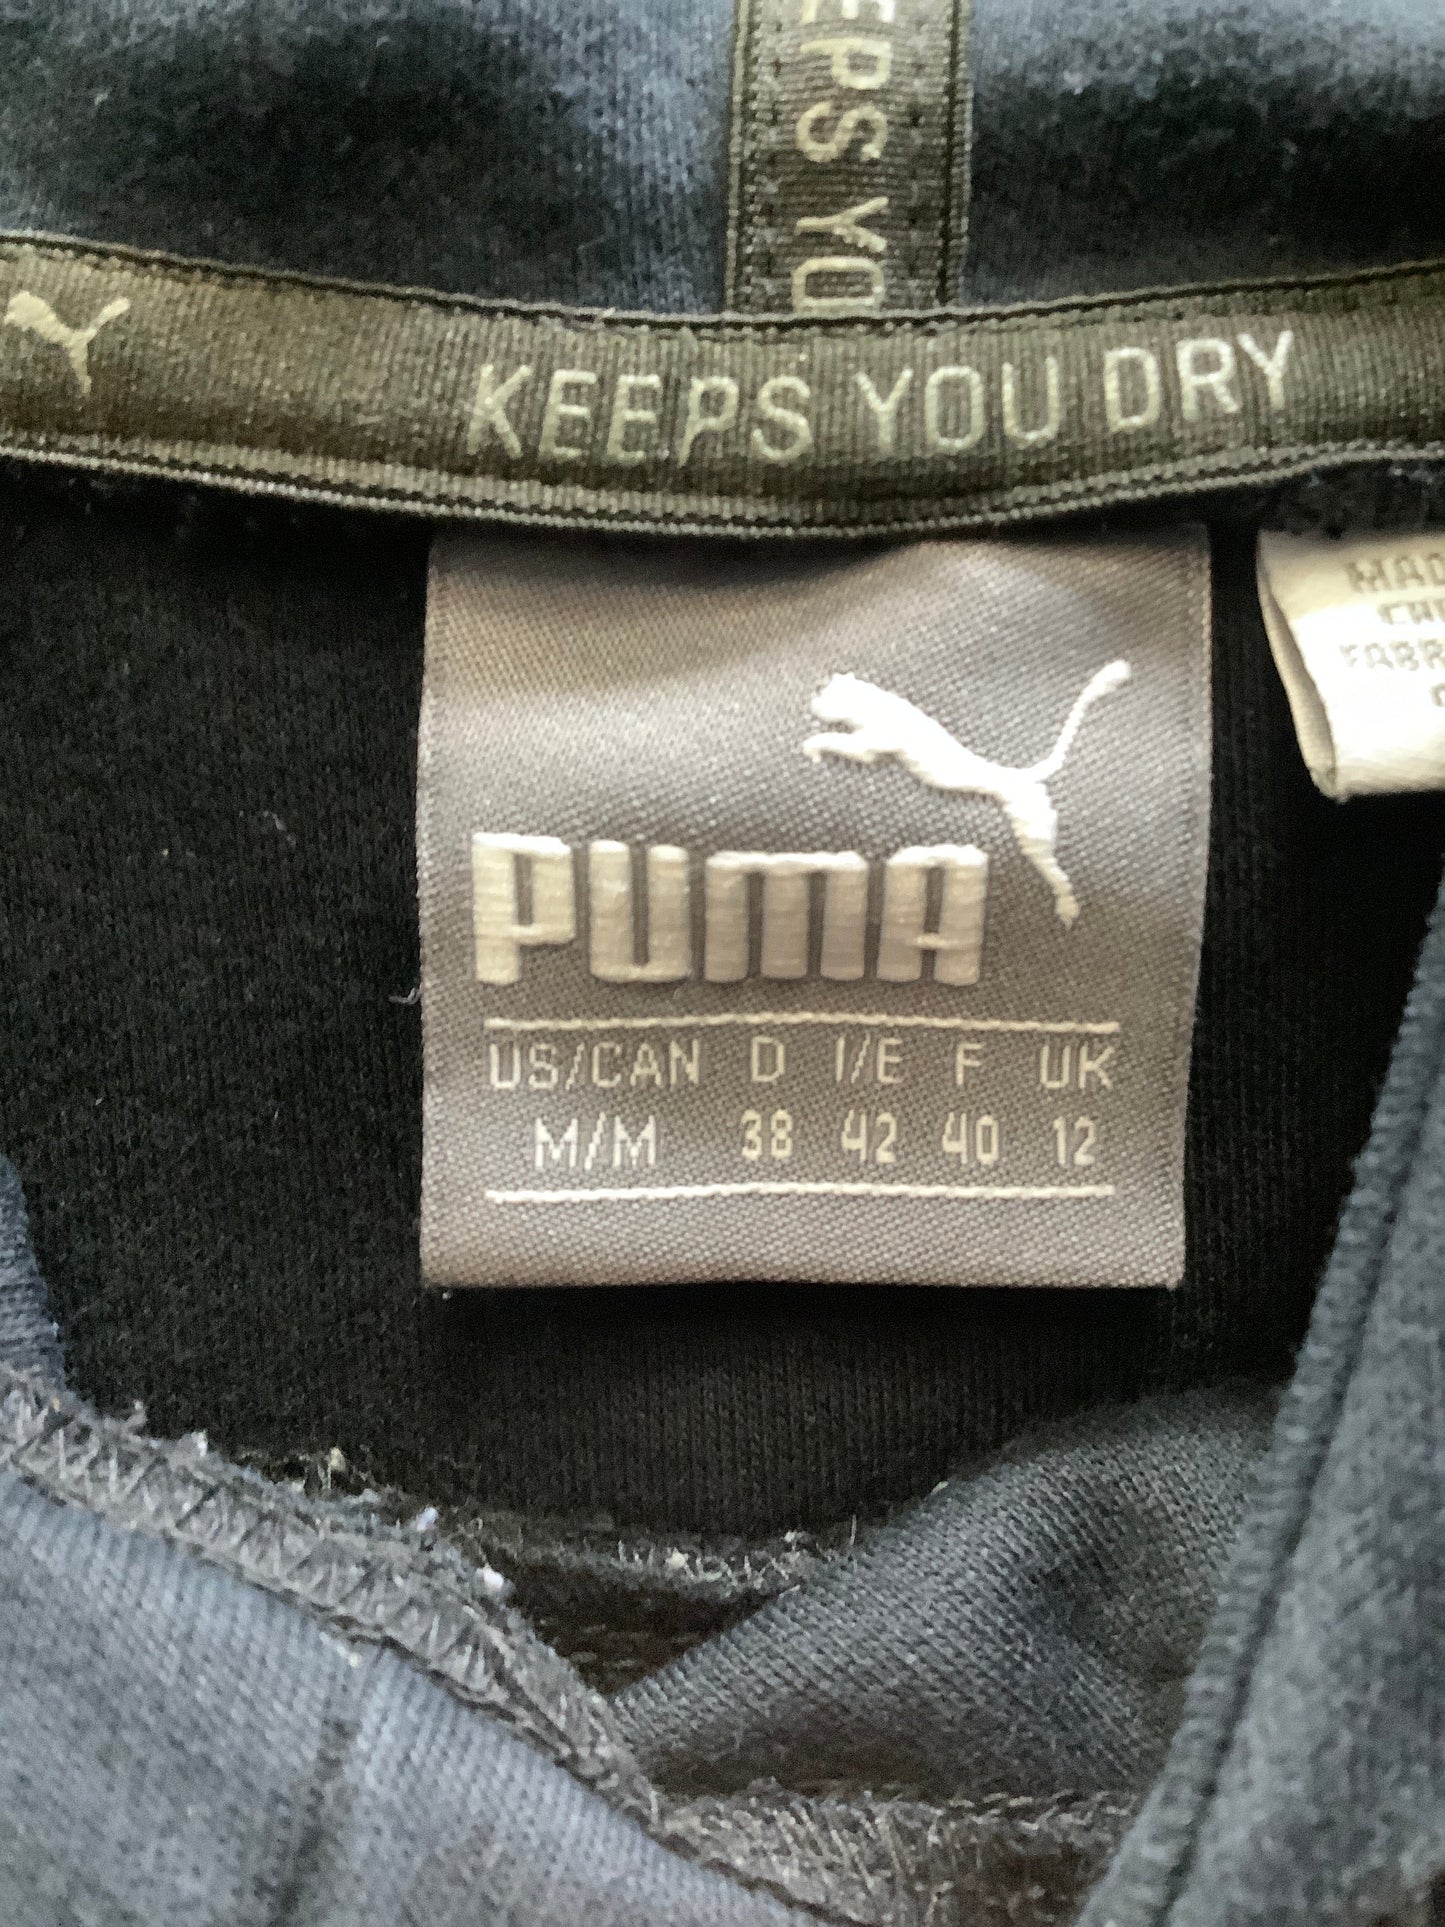 EPS YO
KEEPS YOU DRY
PUMA
US/CAN D I/E F UK
M/M 38 42 40 12